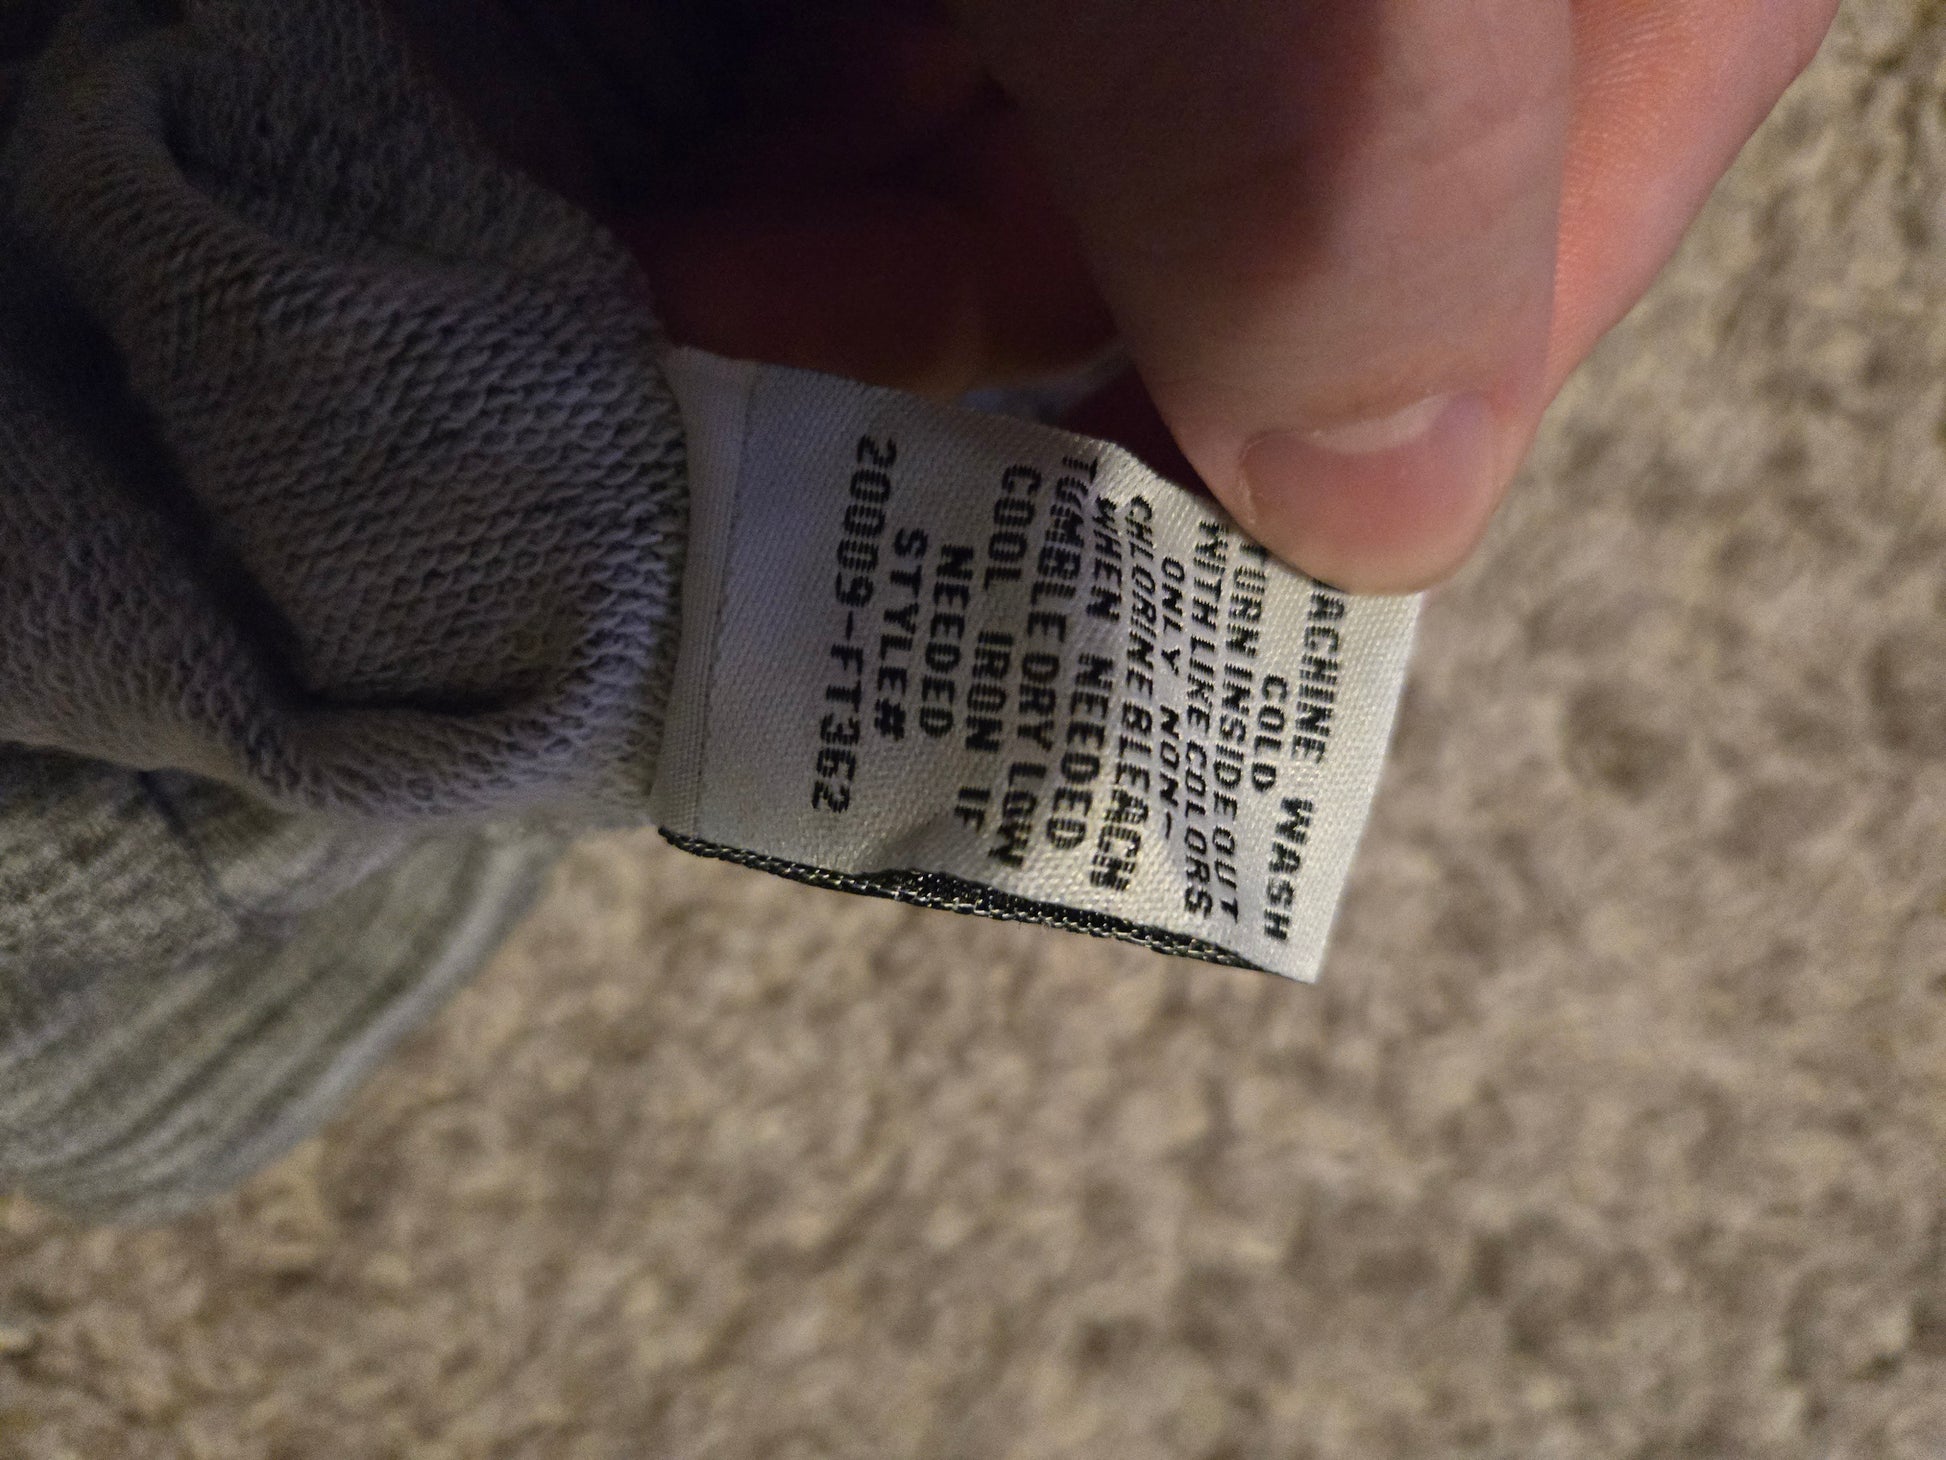 MACHINE WASH
COLD
TURN INSIDE OUT
WITH LIKE COLORS
ONLY NON-
CHLORINE BLEACH
WHEN NEEDED
TUMBLE DRY LOW
COOL IRON IF
NEEDED
STYLE#
20009-FT362